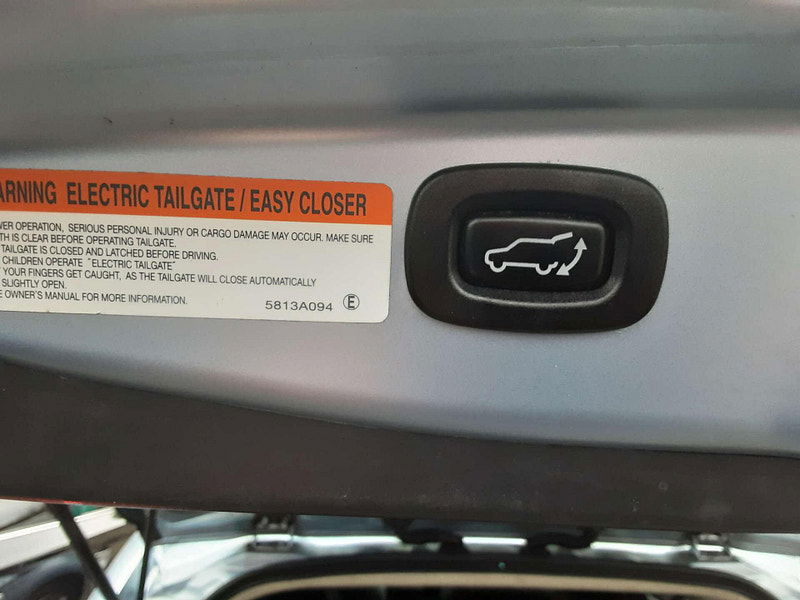 ARNING ELECTRIC TAILGATE / EASY CLOSER
WER OPERATION, SERIOUS PERSONAL INJURY OR CARGO DAMAGE MAY OCCUR. MAKE SURE
TH IS CLEAR BEFORE OPERATING TAILGATE.
TAILGATE IS CLOSED AND LATCHED BEFORE DRIVING.
CHILDREN OPERATE "ELECTRIC TAILGATE"
YOUR FINGERS GET CAUGHT, AS THE TAILGATE WILL CLOSE AUTOMATICALLY
SLIGHTLY OPEN.
E OWNER'S MANUAL FOR MORE INFORMATION.
5813A094 Ⓔ